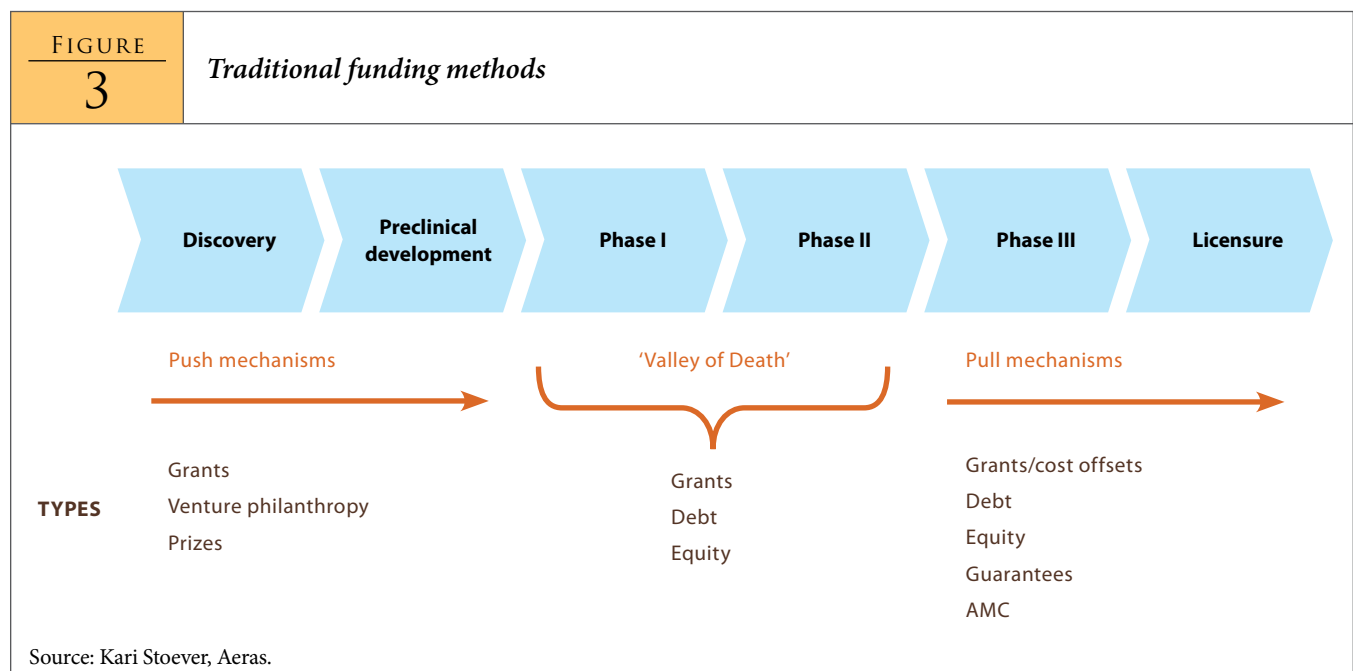 FIGURE
3
Traditional funding methods
Discovery
Preclinical
development
Phase I
Phase II
Phase III
Licensure
Push mechanisms
‘Valley of Death’
Pull mechanisms
TYPES
Grants
Venture philanthropy
Prizes
Grants
Debt
Equity
Grants/cost offsets
Debt
Equity
Guarantees
AMC
Source: Kari Stoever, Aeras.